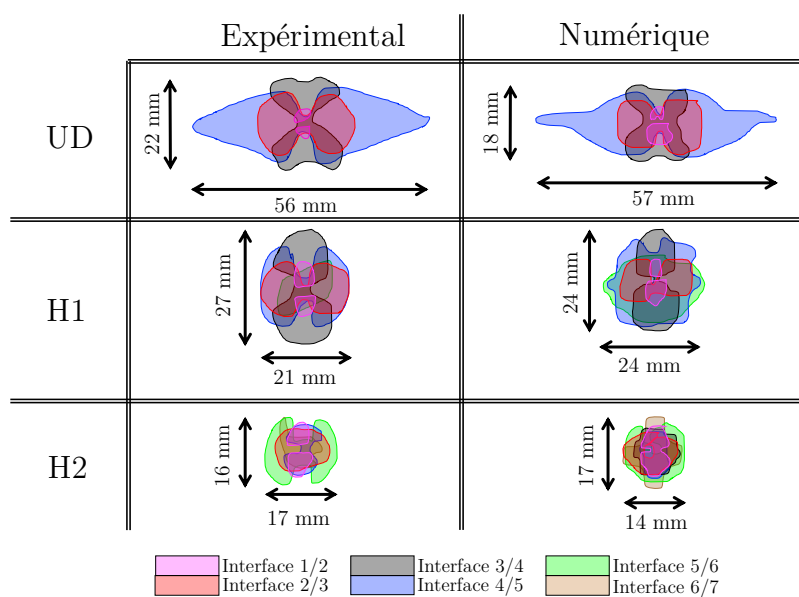 Expérimental
Numérique
UD
22 mm
56 mm
18 mm
57 mm
H1
27 mm
21 mm
24 mm
24 mm
H2
16 mm
17 mm
17 mm
14 mm
Interface 1/2
Interface 3/4
Interface 5/6
Interface 2/3
Interface 4/5
Interface 6/7